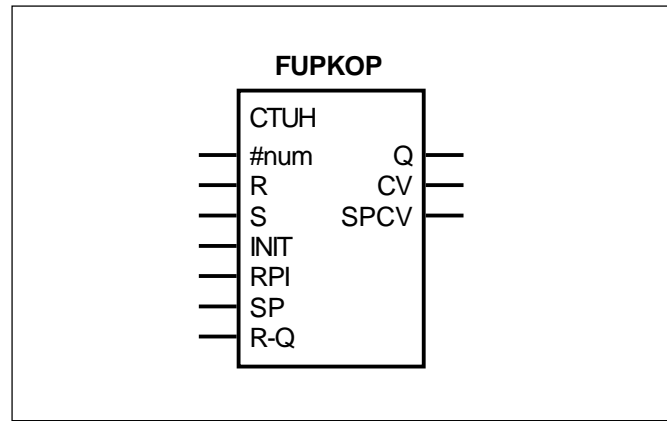 FUPKOP
CTUH
#num Q
R CV
S SPCV
INIT
RPI
SP
R-Q